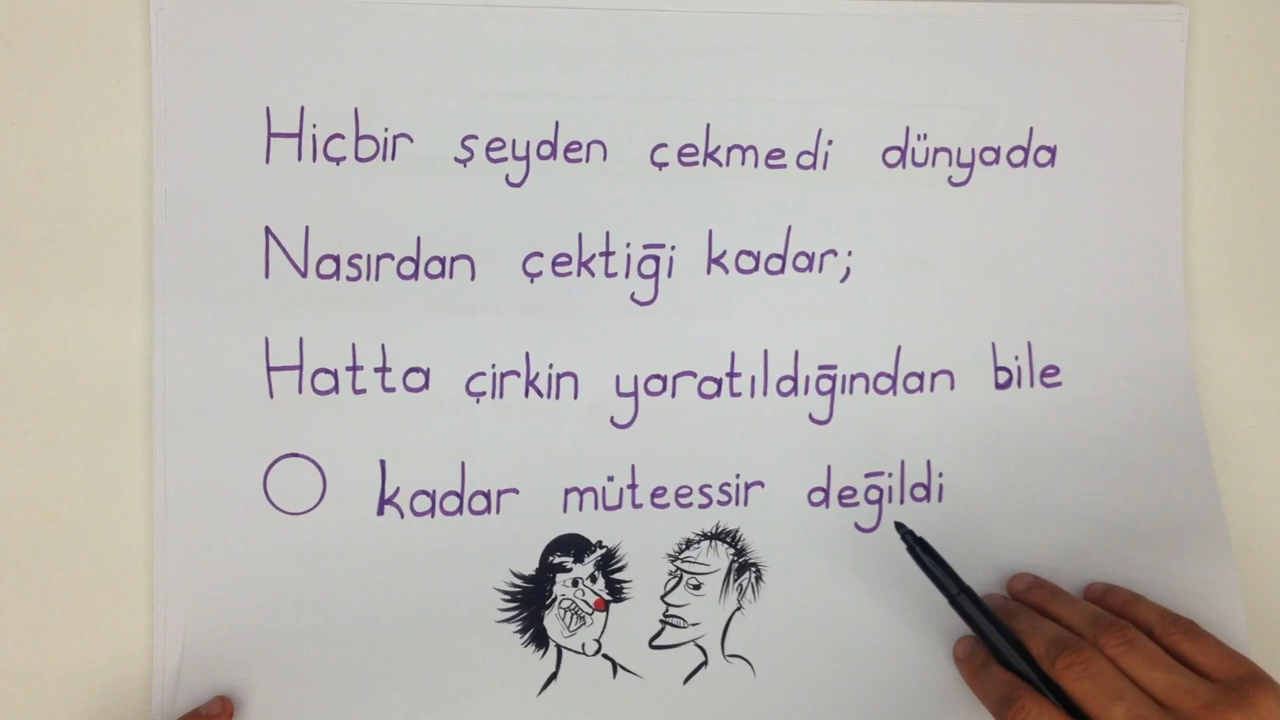 Hiçbir şeyden çekmedi dünyada
Nasırdan çektiği kadar;
Hatta çirkin yaratıldığından bile
O kadar müteessir değildi